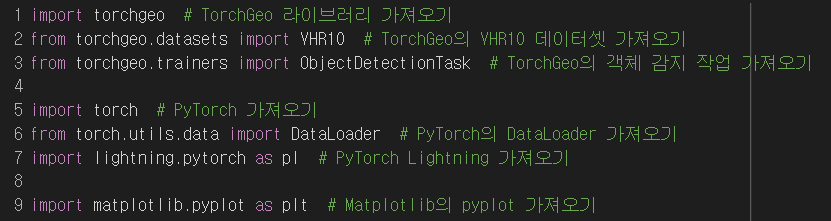 1 import torchgeo  # TorchGeo 라이브러리 가져오기
2 from torchgeo.datasets import VHR10  # TorchGeo의 VHR10 데이터셋 가져오기
3 from torchgeo.trainers import ObjectDetectionTask  # TorchGeo의 객체 감지 작업 가져오기
4
5 import torch  # PyTorch 가져오기
6 from torch.utils.data import DataLoader  # PyTorch의 DataLoader 가져오기
7 import lightning.pytorch as pl  # PyTorch Lightning 가져오기
8
9 import matplotlib.pyplot as plt  # Matplotlib의 pyplot 가져오기